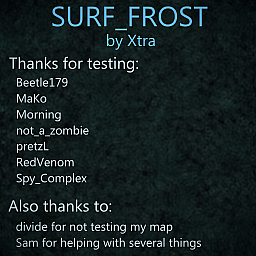 SURF_FROST
by Xtra
Thanks for testing:
Beetle179
MaKo
Morning
not_a_zombie
pretzL
RedVenom
Spy_Complex
Also thanks to:
divide for not testing my map
Sam for helping with several things